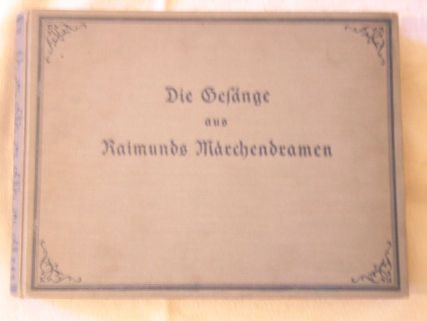 Die Gesänge
aus
Raimunds Märchendramen